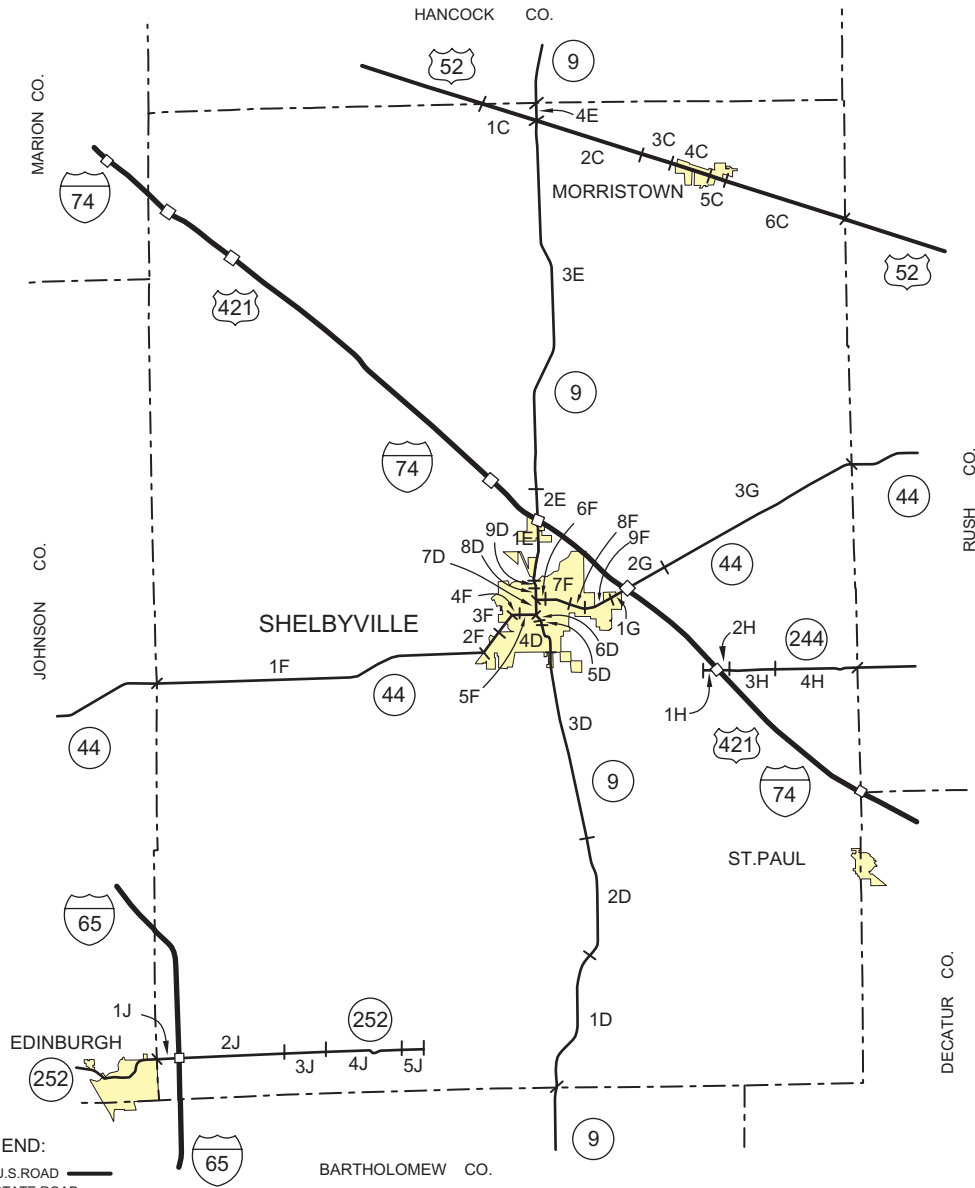 HANCOCK CO.
52
9
MARION CO.
4E
1C
3C
4C
2C
MORRISTOWN
5C
74
6C
52
3E
421
9
74
3G
44
RUSH CO.
2E
6F
8F
9F
1E
9D
8D
7D
2G
44
7F
4F
3F
1G
SHELBYVILLE
2F
4D
6D
5D
2H
244
JOHNSON CO.
1F
5F
44
3H
4H
1H
3D
421
44
9
74
ST.PAUL
2D
65
1J
252
1D
EDINBURGH
2J
3J
4J
5J
DECATUR CO.
252
9
END:
U.S.ROAD
65
BARTHOLOMEW CO.